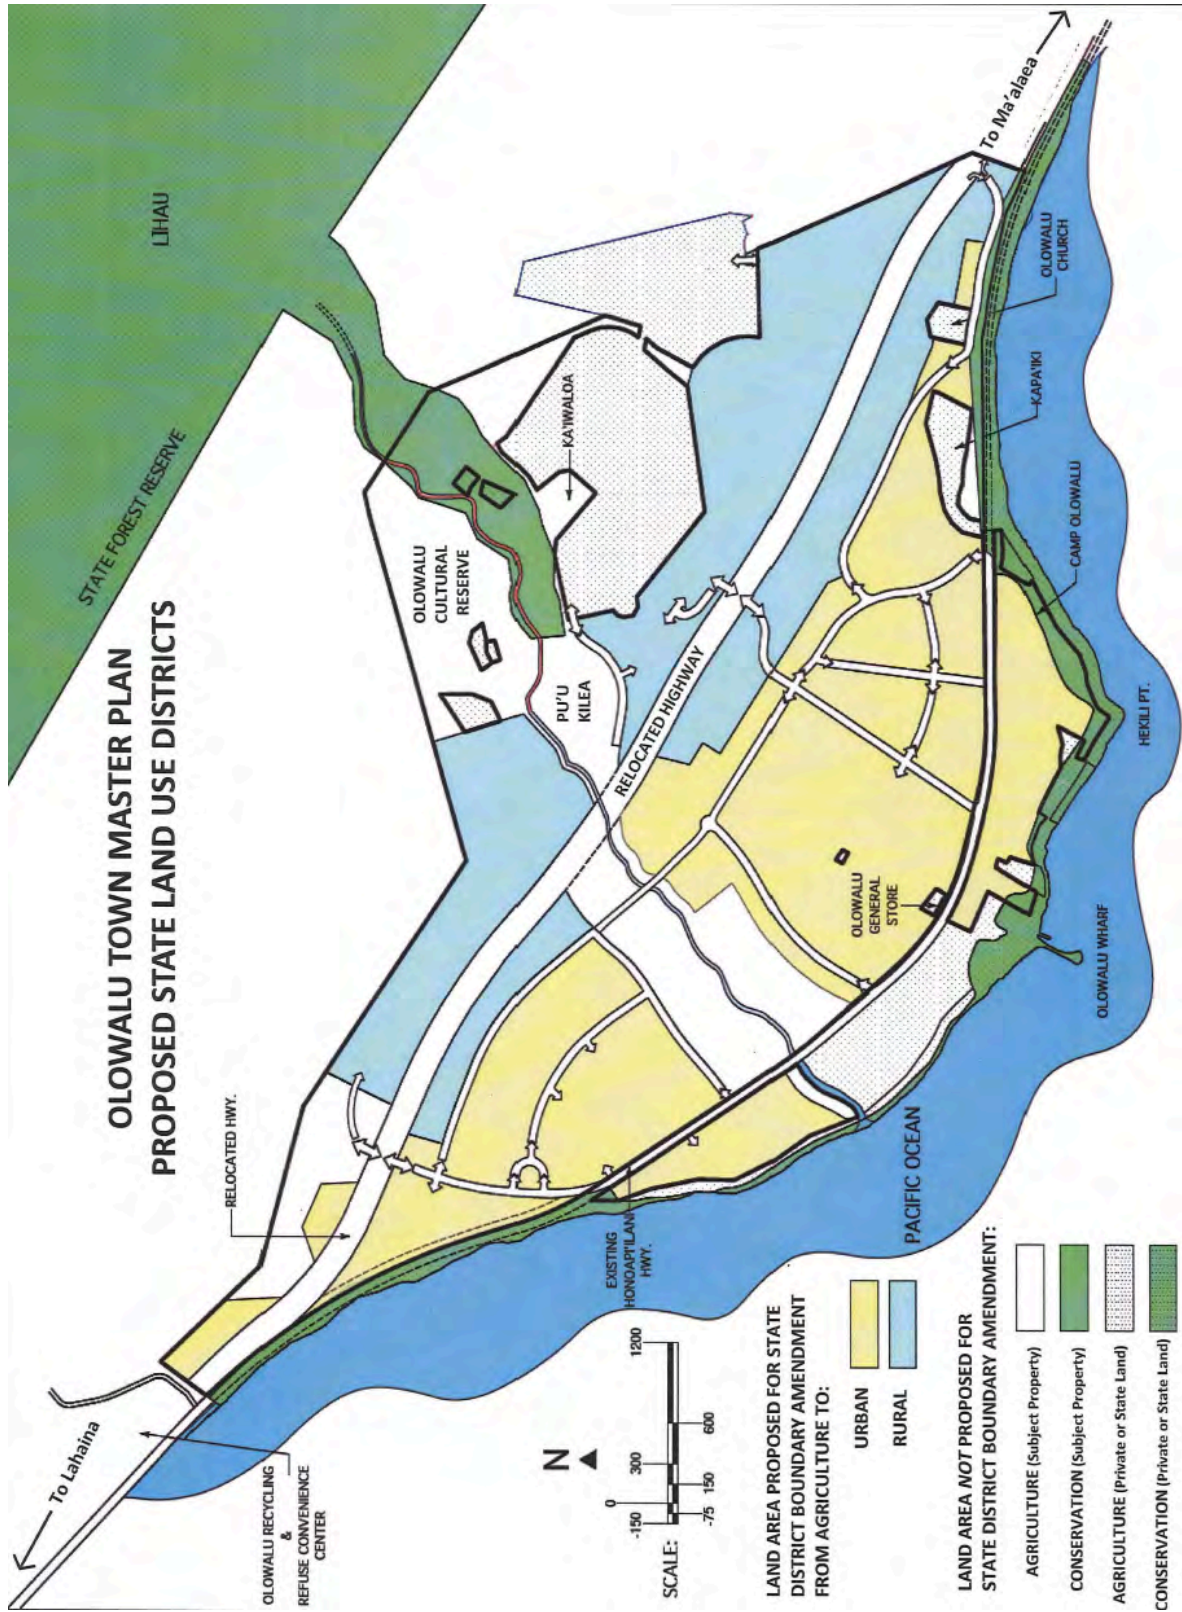 OLOWALU TOWN MASTER PLAN
PROPOSED STATE LAND USE DISTRICTS
STATE FOREST RESERVE
LĪHAU
To Lahaina
To Ma'alaea
OLOWALU RECYCLING
&
REFUSE CONVENIENCE
CENTER
RELOCATED HWY.
OLOWALU
CULTURAL
RESERVE
KA'IWALOA
PU'U
KILEA
RELOCATED HIGHWAY
OLOWALU
GENERAL
STORE
EXISTING
HONOAPI'ILANI
HWY.
OLOWALU
CHURCH
KAPA'IKI
CAMP OLOWALU
HEKILI PT.
OLOWALU WHARF
PACIFIC OCEAN
N
SCALE:
-150
0
300
1200
-75
150
600
LAND AREA PROPOSED FOR STATE
DISTRICT BOUNDARY AMENDMENT
FROM AGRICULTURE TO:
URBAN
RURAL
LAND AREA NOT PROPOSED FOR
STATE DISTRICT BOUNDARY AMENDMENT:
AGRICULTURE (Subject Property)
CONSERVATION (Subject Property)
AGRICULTURE (Private or State Land)
CONSERVATION (Private or State Land)